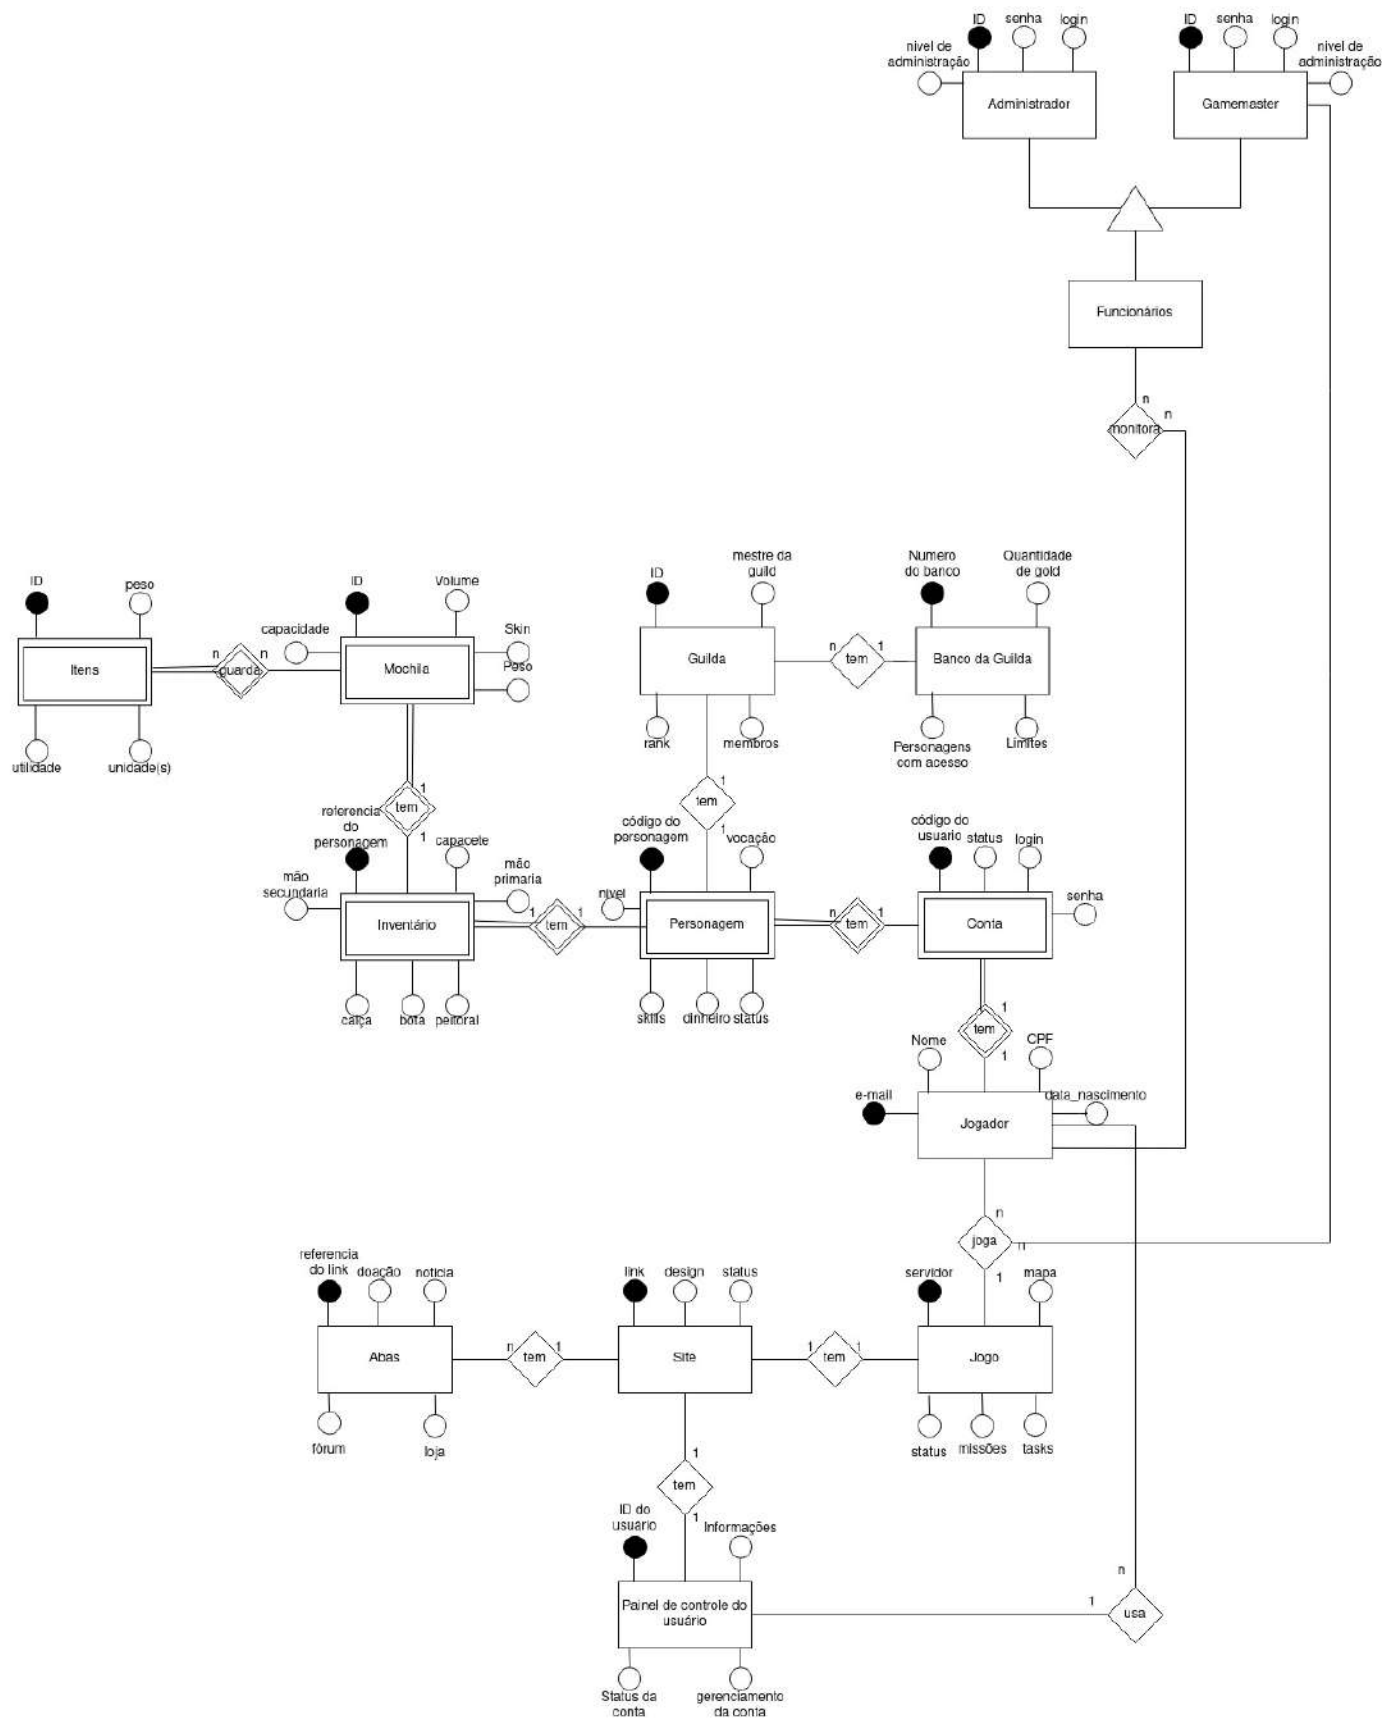 ID
senha
login
nivel de
administração
Administrador
ID
senha
login
nivel de
administração
Gamemaster
Funcionários
n
n
monitora
ID
peso
Itens
utilidade
unidade(s)
n
n
guarda
ID
Volume
capacidade
Skin
Peso
Mochila
ID
mestre da
guild
Guilda
rank
membros
n
1
tem
Numero
do banco
Quantidade
de gold
Banco da Guilda
Personagens
com acesso
Limites
1
tem
1
referencia
do
personagem
capacete
mão
primaria
mão
secundaria
Inventário
calça
bota
peitoral
1
1
tem
1
tem
1
código do
personagem
vocação
nivel
Personagem
skills
dinheiro
status
n
1
tem
código do
usuario
status
login
senha
Conta
1
tem
1
Nome
CPF
e-mail
data_nascimento
Jogador
n
joga
n
1
referencia
do link
doação
noticia
Abas
fórum
loja
n
1
tem
link
design
status
Site
1
1
tem
servidor
mapa
Jogo
status
missões
tasks
1
tem
1
ID do
usuario
Informações
Painel de controle do
usuário
Status da
conta
gerenciamento
da conta
1
n
usa